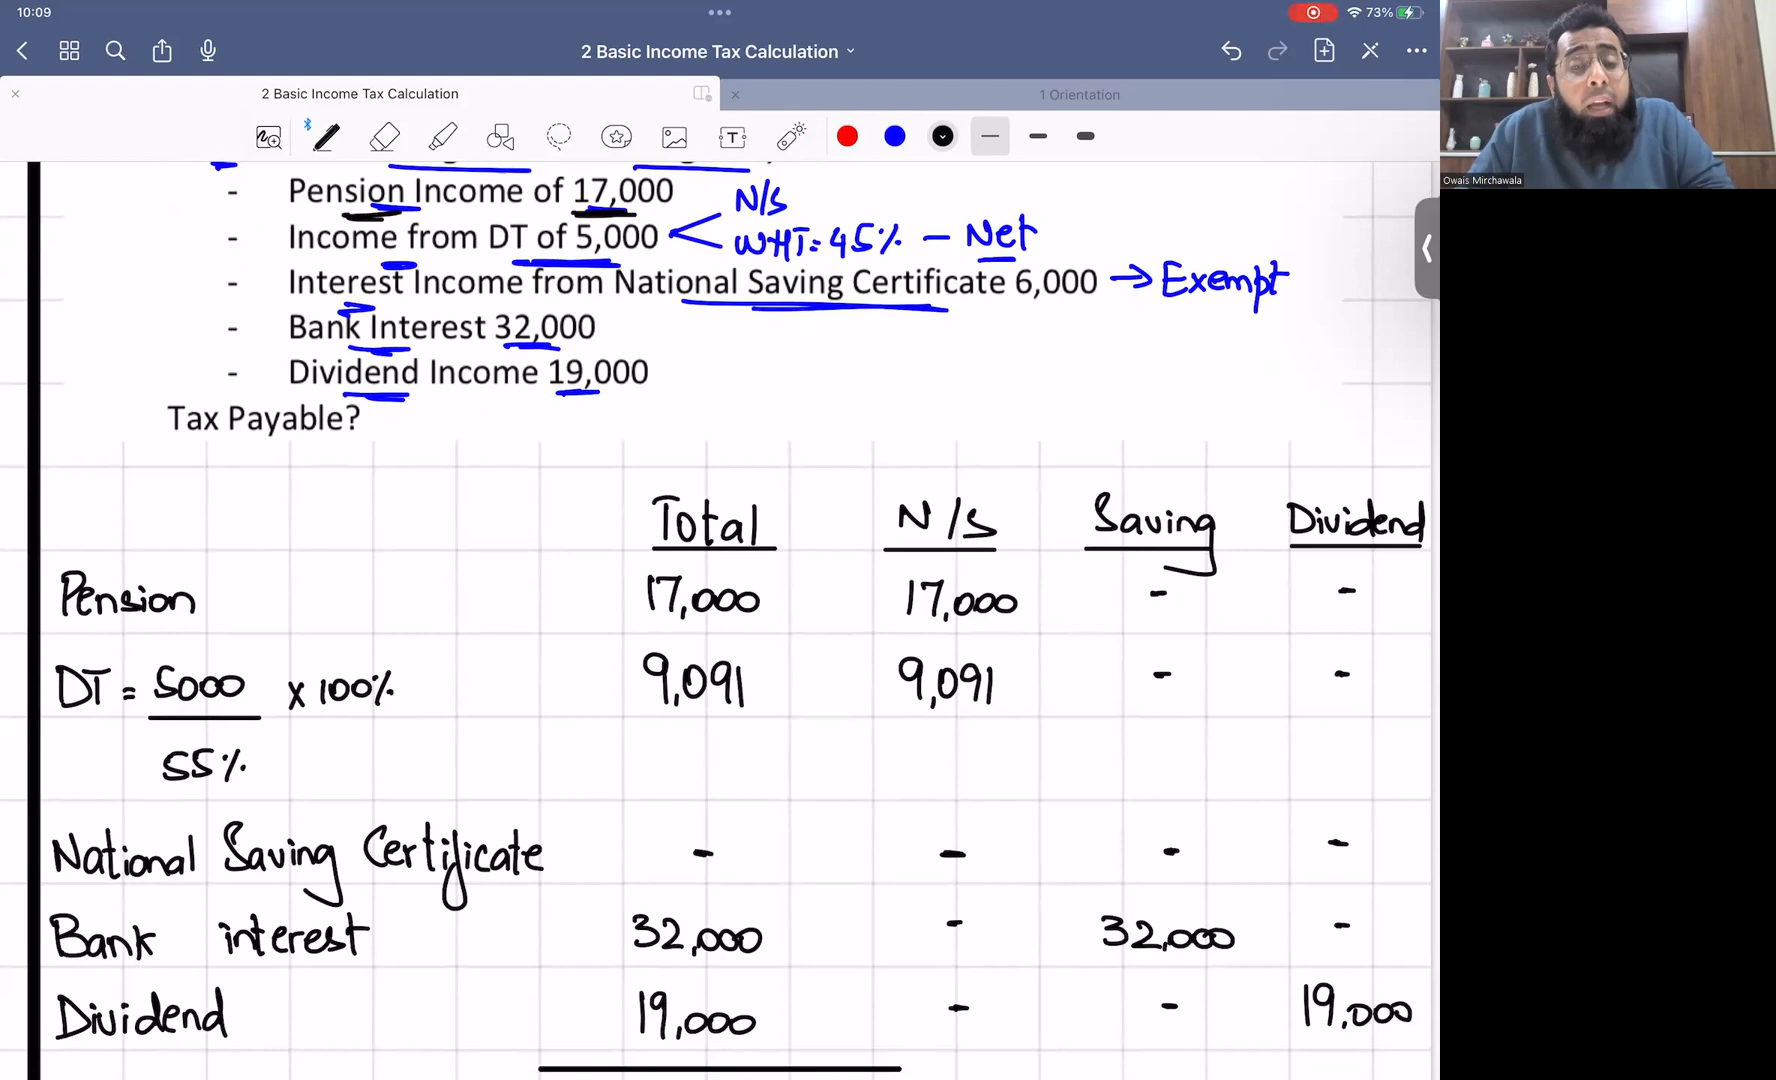 10:09
73%
2 Basic Income Tax Calculation
2 Basic Income Tax Calculation
1 Orientation
T
Owais Mirchawala
- Pension Income of 17,000
N/S
- Income from DT of 5,000
WHT = 45% - Net
- Interest Income from National Saving Certificate 6,000 → Exempt
- Bank Interest 32,000
- Dividend Income 19,000
Tax Payable?
Total N/S Saving Dividend
Pension 17,000 17,000 - -
DT = 5000 × 100% 9,091 9,091 - -
55%
National Saving Certificate - - - -
Bank interest 32,000 - 32,000 -
Dividend 19,000 - - 19,000